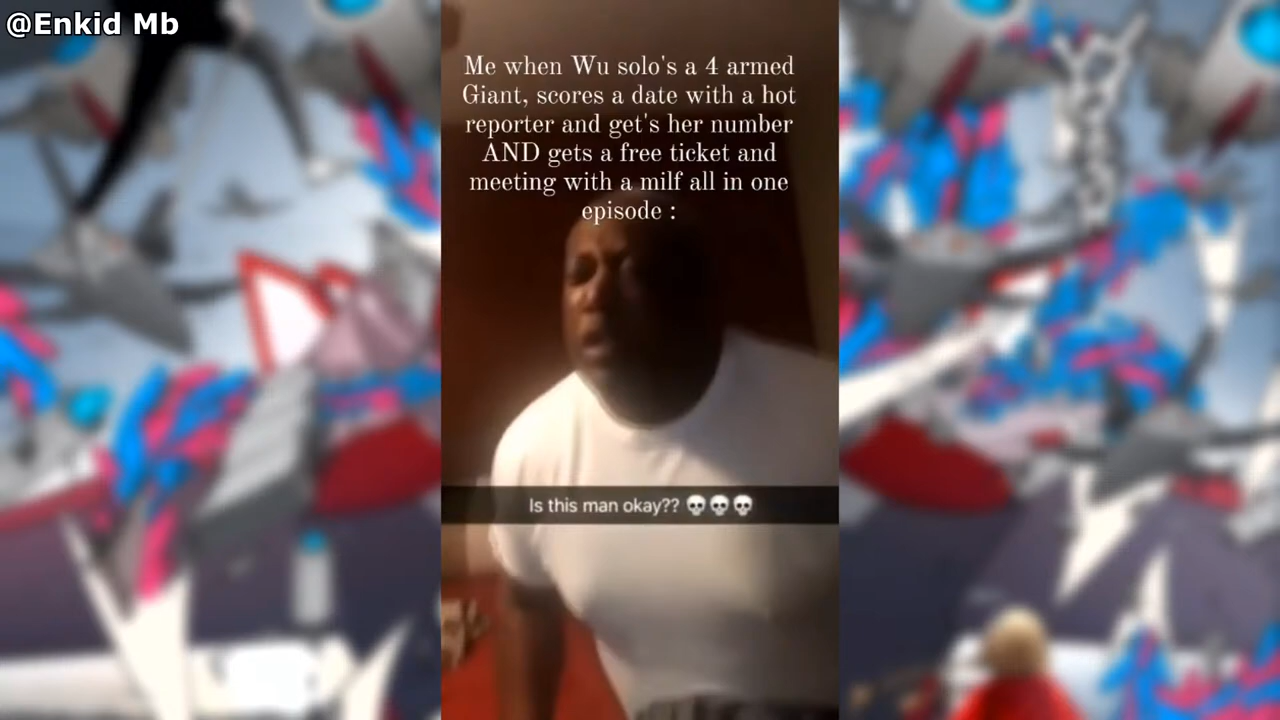 @Enkid Mb
Me when Wu solo's a 4 armed
Giant, scores a date with a hot
reporter and get's her number
AND gets a free ticket and
meeting with a milf all in one
episode :
Is this man okay?? 💀💀💀